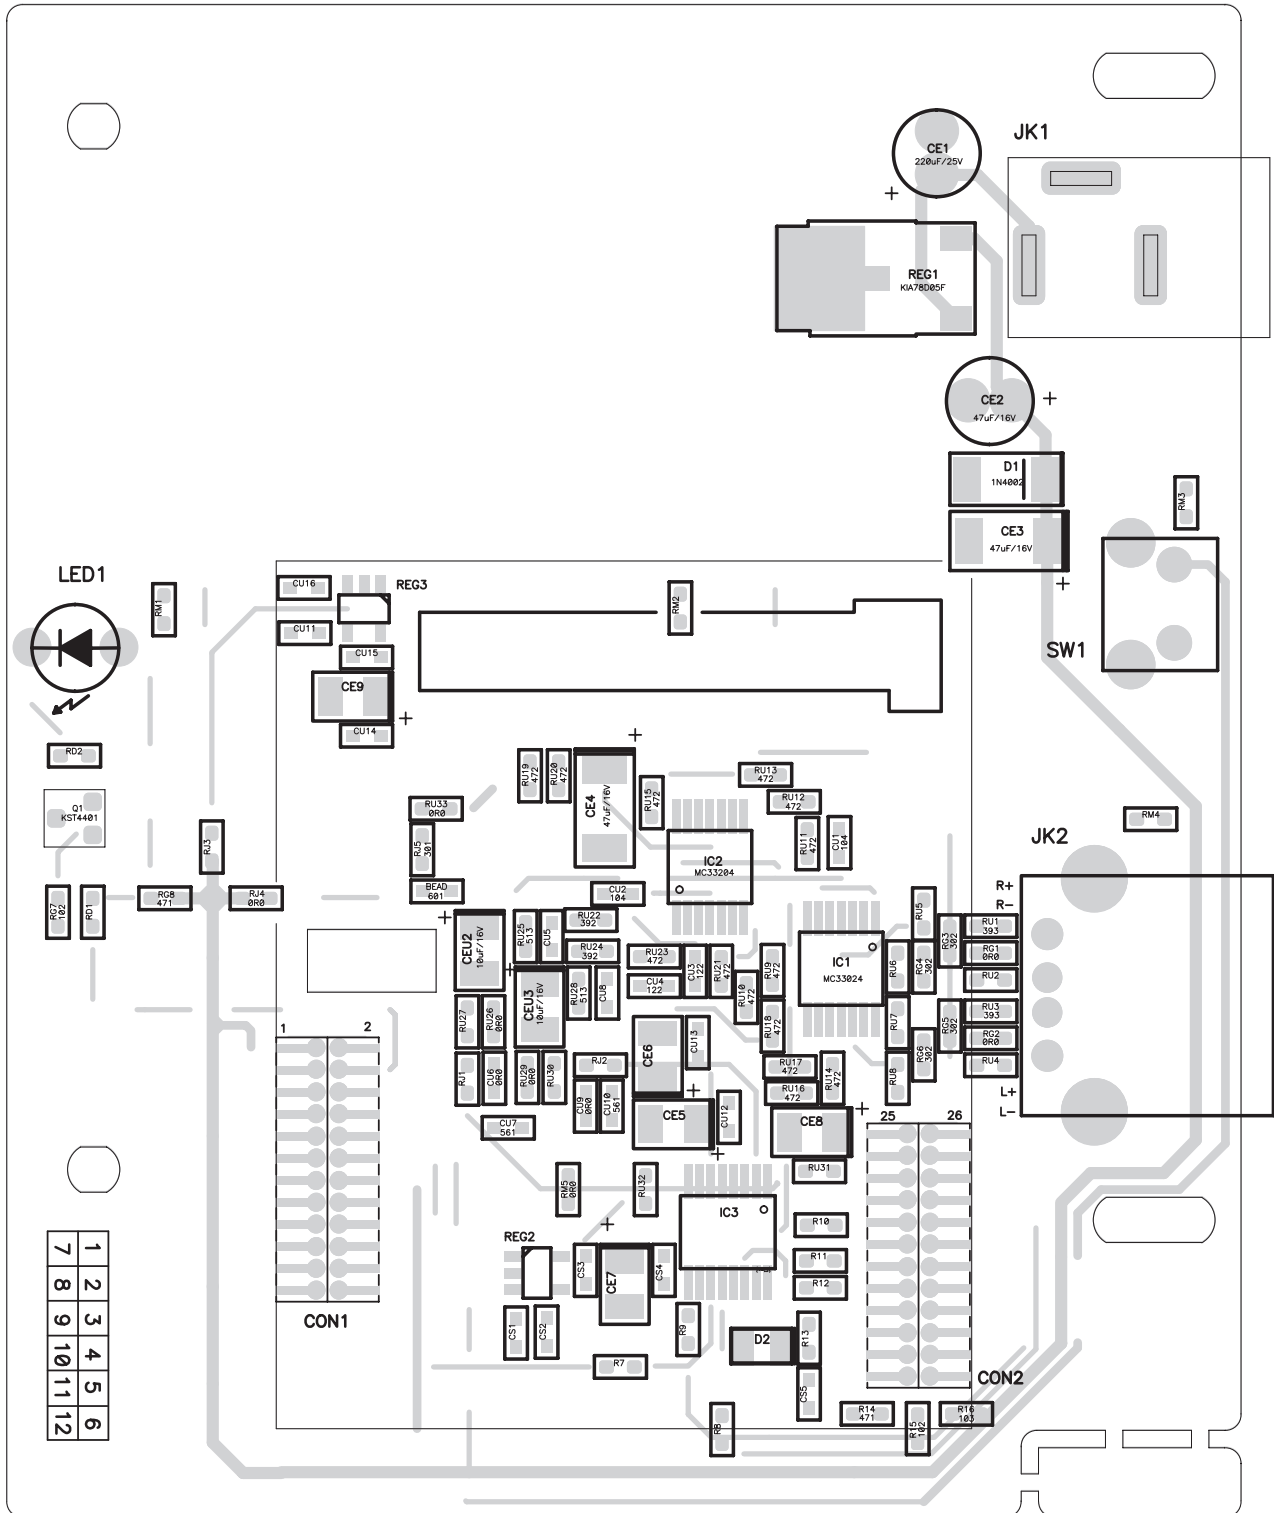 JK1
CE1
220uF/25V
+
REG1
KIA78D05F
CE2
47uF/16V
+
D1
1N4002
CE3
47uF/16V
+
RM3
SW1
LED1
RM1
CU16
REG3
CU11
CU15
CE9
+
CU14
RM2
RD2
Q1
KST4401
RJ3
RG7
102
RD1
RG8
471
RJ4
0R0
RU33
0R0
RJ5
301
BEAD
601
RU19
472
RU20
472
+
CE4
47uF/16V
RU15
472
RU13
472
RU12
472
RU11
472
CU1
104
IC2
MC33204
RM4
JK2
R+
R-
L+
L-
CU2
104
+
CEU2
10uF/16V
+
RU25
513
CU5
RU22
392
RU24
392
CEU3
10uF/16V
RU28
513
CU8
RU23
472
CU4
122
CU3
122
RU21
472
RU9
472
RU10
472
RU18
472
IC1
MC33024
RU5
RU6
RG4
302
RG3
302
RU1
393
RG1
0R0
RU2
RU3
393
RG2
0R0
RU4
RG5
302
RU7
RG6
302
RU8
RU27
RU26
0R0
RJ1
CU6
0R0
RU29
0R0
RU30
RJ2
CE6
+
CU13
CU9
0R0
CU10
561
CU7
561
CE5
+
CU12
RU17
472
RU16
472
RU14
472
CE8
+
RU31
RM5
0R0
RU32
IC3
R10
R11
R12
REG2
CS3
+
CE7
CS4
CS1
CS2
R7
R9
D2
R13
CS5
R8
R14
471
R15
102
R16
103
1 2
CON1
25 26
CON2
1 2 3 4 5 6
7 8 9 10 11 12